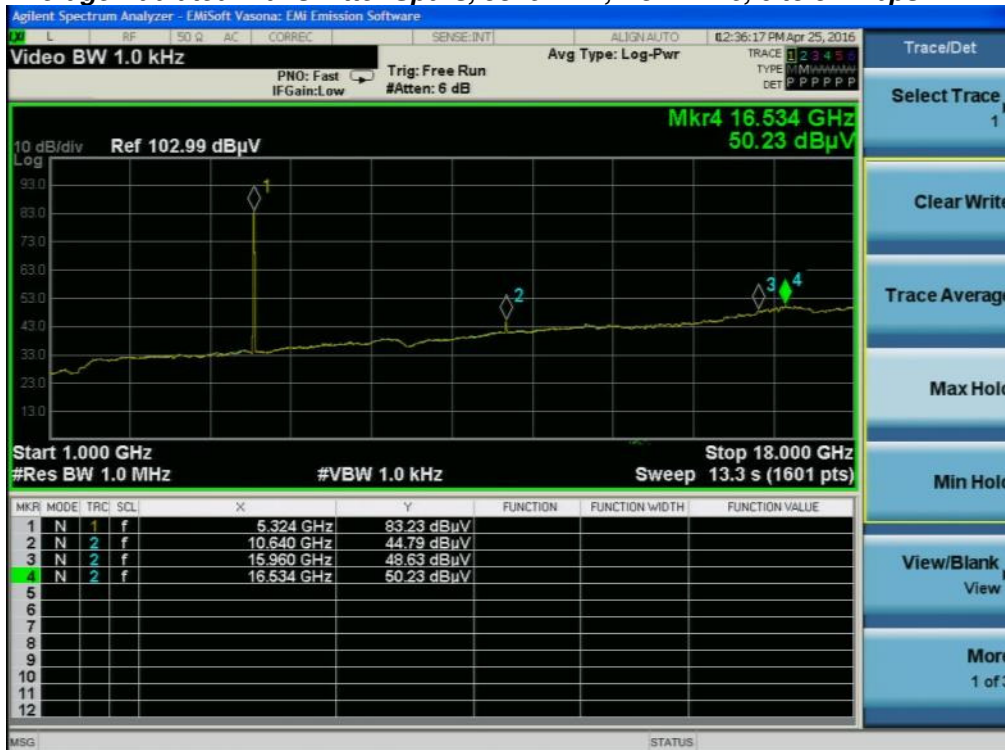 Agilent Spectrum Analyzer - EMiSoft Vasona: EMI Emission Software
L RF 50 Ω AC CORREC SENSE:INT ALIGN AUTO 12:36:17 PM Apr 25, 2016
Video BW 1.0 kHz
PNO: Fast
IFGain:Low
Trig: Free Run
#Atten: 6 dB
Avg Type: Log-Pwr
TRACE 1 2 3 4 5 6
TYPE M M W W W W
DET P P P P P P
Mkr4 16.534 GHz
50.23 dBµV
10 dB/div Ref 102.99 dBµV
Log
93.0
83.0
73.0
63.0
53.0
43.0
33.0
23.0
13.0
1
2
3
4
Start 1.000 GHz Stop 18.000 GHz
#Res BW 1.0 MHz #VBW 1.0 kHz Sweep 13.3 s (1601 pts)
MKR MODE TRC SCL X Y FUNCTION FUNCTION WIDTH FUNCTION VALUE
1 N 1 f 5.324 GHz 83.23 dBµV
2 N 2 f 10.640 GHz 44.79 dBµV
3 N 2 f 15.960 GHz 48.63 dBµV
4 N 2 f 16.534 GHz 50.23 dBµV
5
6
7
8
9
10
11
12
MSG STATUS
Trace/Det
Select Trace
1
Clear Write
Trace Average
Max Hold
Min Hold
View/Blank
View
More
1 of 3